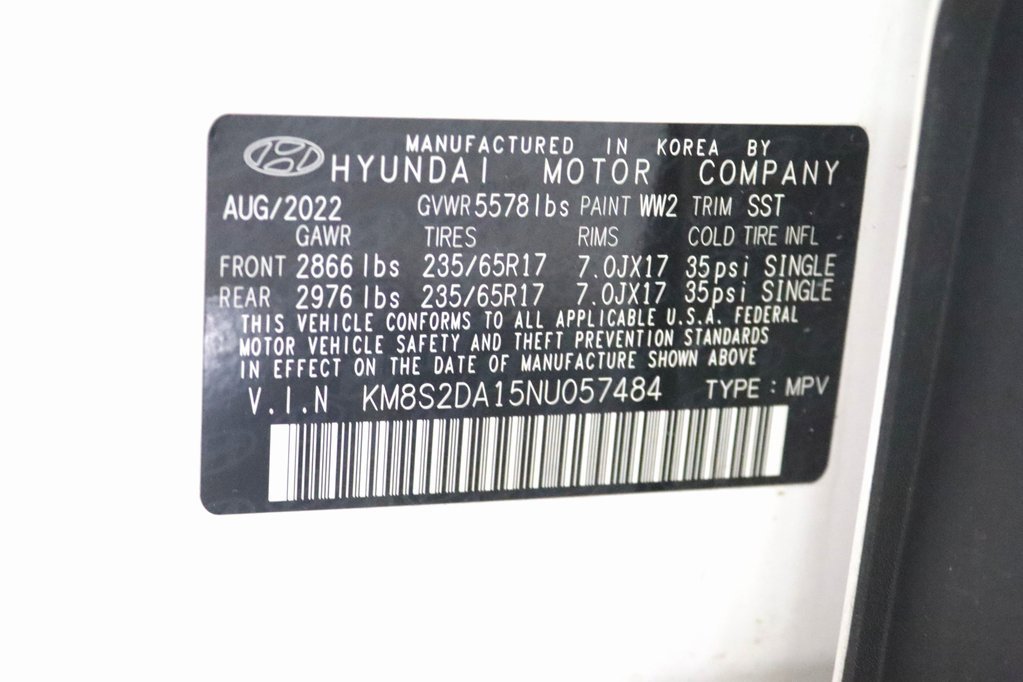 MANUFACTURED IN KOREA BY
HYUNDAI MOTOR COMPANY
AUG/2022 GVWR 5578 lbs PAINT WW2 TRIM SST
GAWR TIRES RIMS COLD TIRE INFL
FRONT 2866 lbs 235/65R17 7.0JX17 35psi SINGLE
REAR 2976 lbs 235/65R17 7.0JX17 35psi SINGLE
THIS VEHICLE CONFORMS TO ALL APPLICABLE U.S.A. FEDERAL
MOTOR VEHICLE SAFETY AND THEFT PREVENTION STANDARDS
IN EFFECT ON THE DATE OF MANUFACTURE SHOWN ABOVE
V.I.N KM8S2DA15NU057484 TYPE : MPV